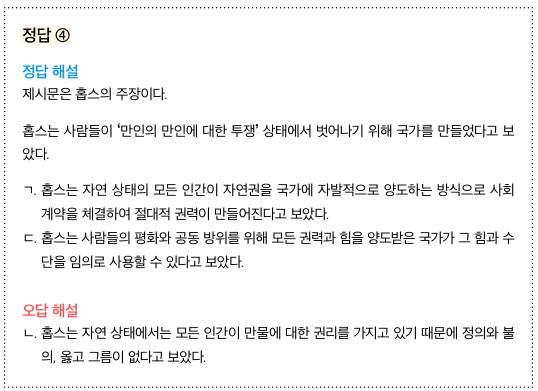 정답 ④
정답 해설
제시문은 홉스의 주장이다.
홉스는 사람들이 ‘만인의 만인에 대한 투쟁’ 상태에서 벗어나기 위해 국가를 만들었다고 보
았다.
ㄱ. 홉스는 자연 상태의 모든 인간이 자연권을 국가에 자발적으로 양도하는 방식으로 사회
계약을 체결하여 절대적 권력이 만들어진다고 보았다.
ㄷ. 홉스는 사람들의 평화와 공동 방위를 위해 모든 권력과 힘을 양도받은 국가가 그 힘과 수
단을 임의로 사용할 수 있다고 보았다.
오답 해설
ㄴ. 홉스는 자연 상태에서는 모든 인간이 만물에 대한 권리를 가지고 있기 때문에 정의와 불
의, 옳고 그름이 없다고 보았다.